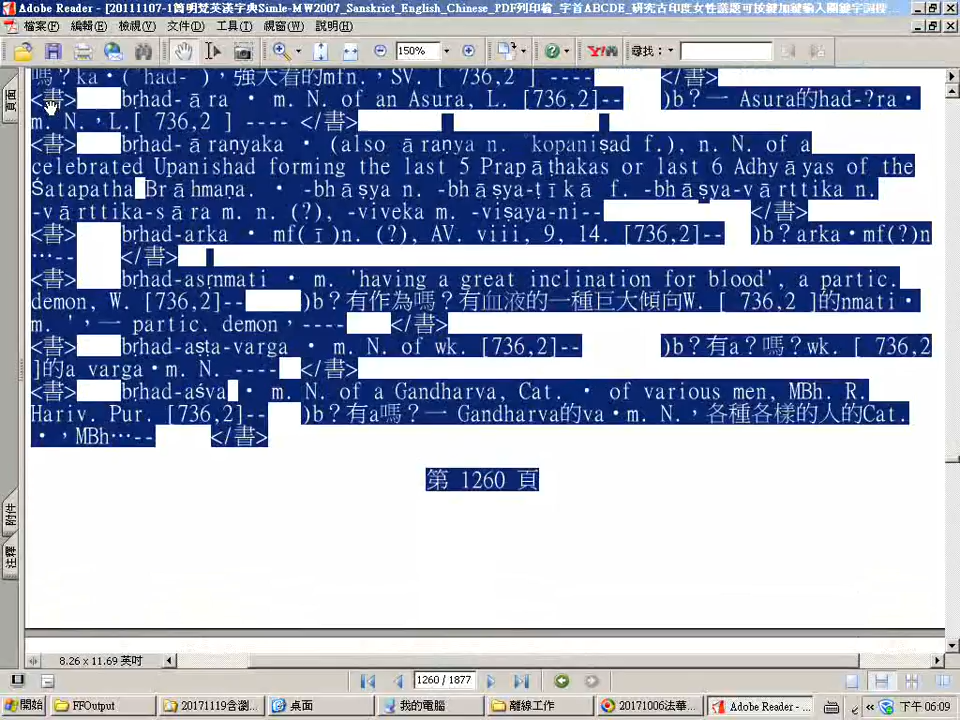 Adobe Reader - [20111107-1簡明梵英漢字典Simle-MW2007_Sanskrit_English_Chinese_PDF列印檔_字首ABCDE_研究古印度女性議題可按鍵加鍵輸入關鍵字詞搜
檔案(F) 編輯(E) 檢視(V) 文件(D) 工具(T) 視窗(W) 說明(H)
150% 尋找：
頁面
附件
注釋
嗎？ka・(˝had- )，強大看的mfn.，SV. [ 736,2 ] ---- </書>
<書> bṛhad-āra · m. N. of an Asura, L. [736,2]-- )b？一 Asura的had-?ra·
m. N.，L.[ 736,2 ] ---- </書>
<書> bṛhad-āraṇyaka · (also āraṇya n. ˝kopaniṣad f.), n. N. of a
celebrated Upanishad forming the last 5 Prapāṭhakas or last 6 Adhyāyas of the
Śatapatha Brāhmaṇa. · -bhāṣya n. -bhāṣya-ṭīkā f. -bhāṣya-vārttika n.
-vārttika-sāra m. n. (?), -viveka m. -viṣaya-ni-- </書>
<書> bṛhad-arka · mf(ī)n. (?), AV. viii, 9, 14. [736,2]-- )b？arka·mf(?)n
…-- </書>
<書> bṛhad-asṛnmati · m. 'having a great inclination for blood', a partic.
demon, W. [736,2]-- )b？有作為嗎？有血液的一種巨大傾向W. [ 736,2 ]的nmati·
m. '，一 partic. demon，---- </書>
<書> bṛhad-aṣṭa-varga · m. N. of wk. [736,2]-- )b？有a？嗎？wk. [ 736,2
]的a varga·m. N. ---- </書>
<書> bṛhad-aśva · m. N. of a Gandharva, Cat. · of various men, MBh. R.
Hariv. Pur. [736,2]-- )b？有a嗎？一 Gandharva的va·m. N.，各種各樣的人的Cat.
·，MBh…-- </書>
第 1260 頁
8.26 x 11.69 英吋
1260 / 1877
開始 FFOutput 20171119含瀏... 桌面 我的電腦 離線工作 20171006法華... Adobe Reader -... 下午 06:09